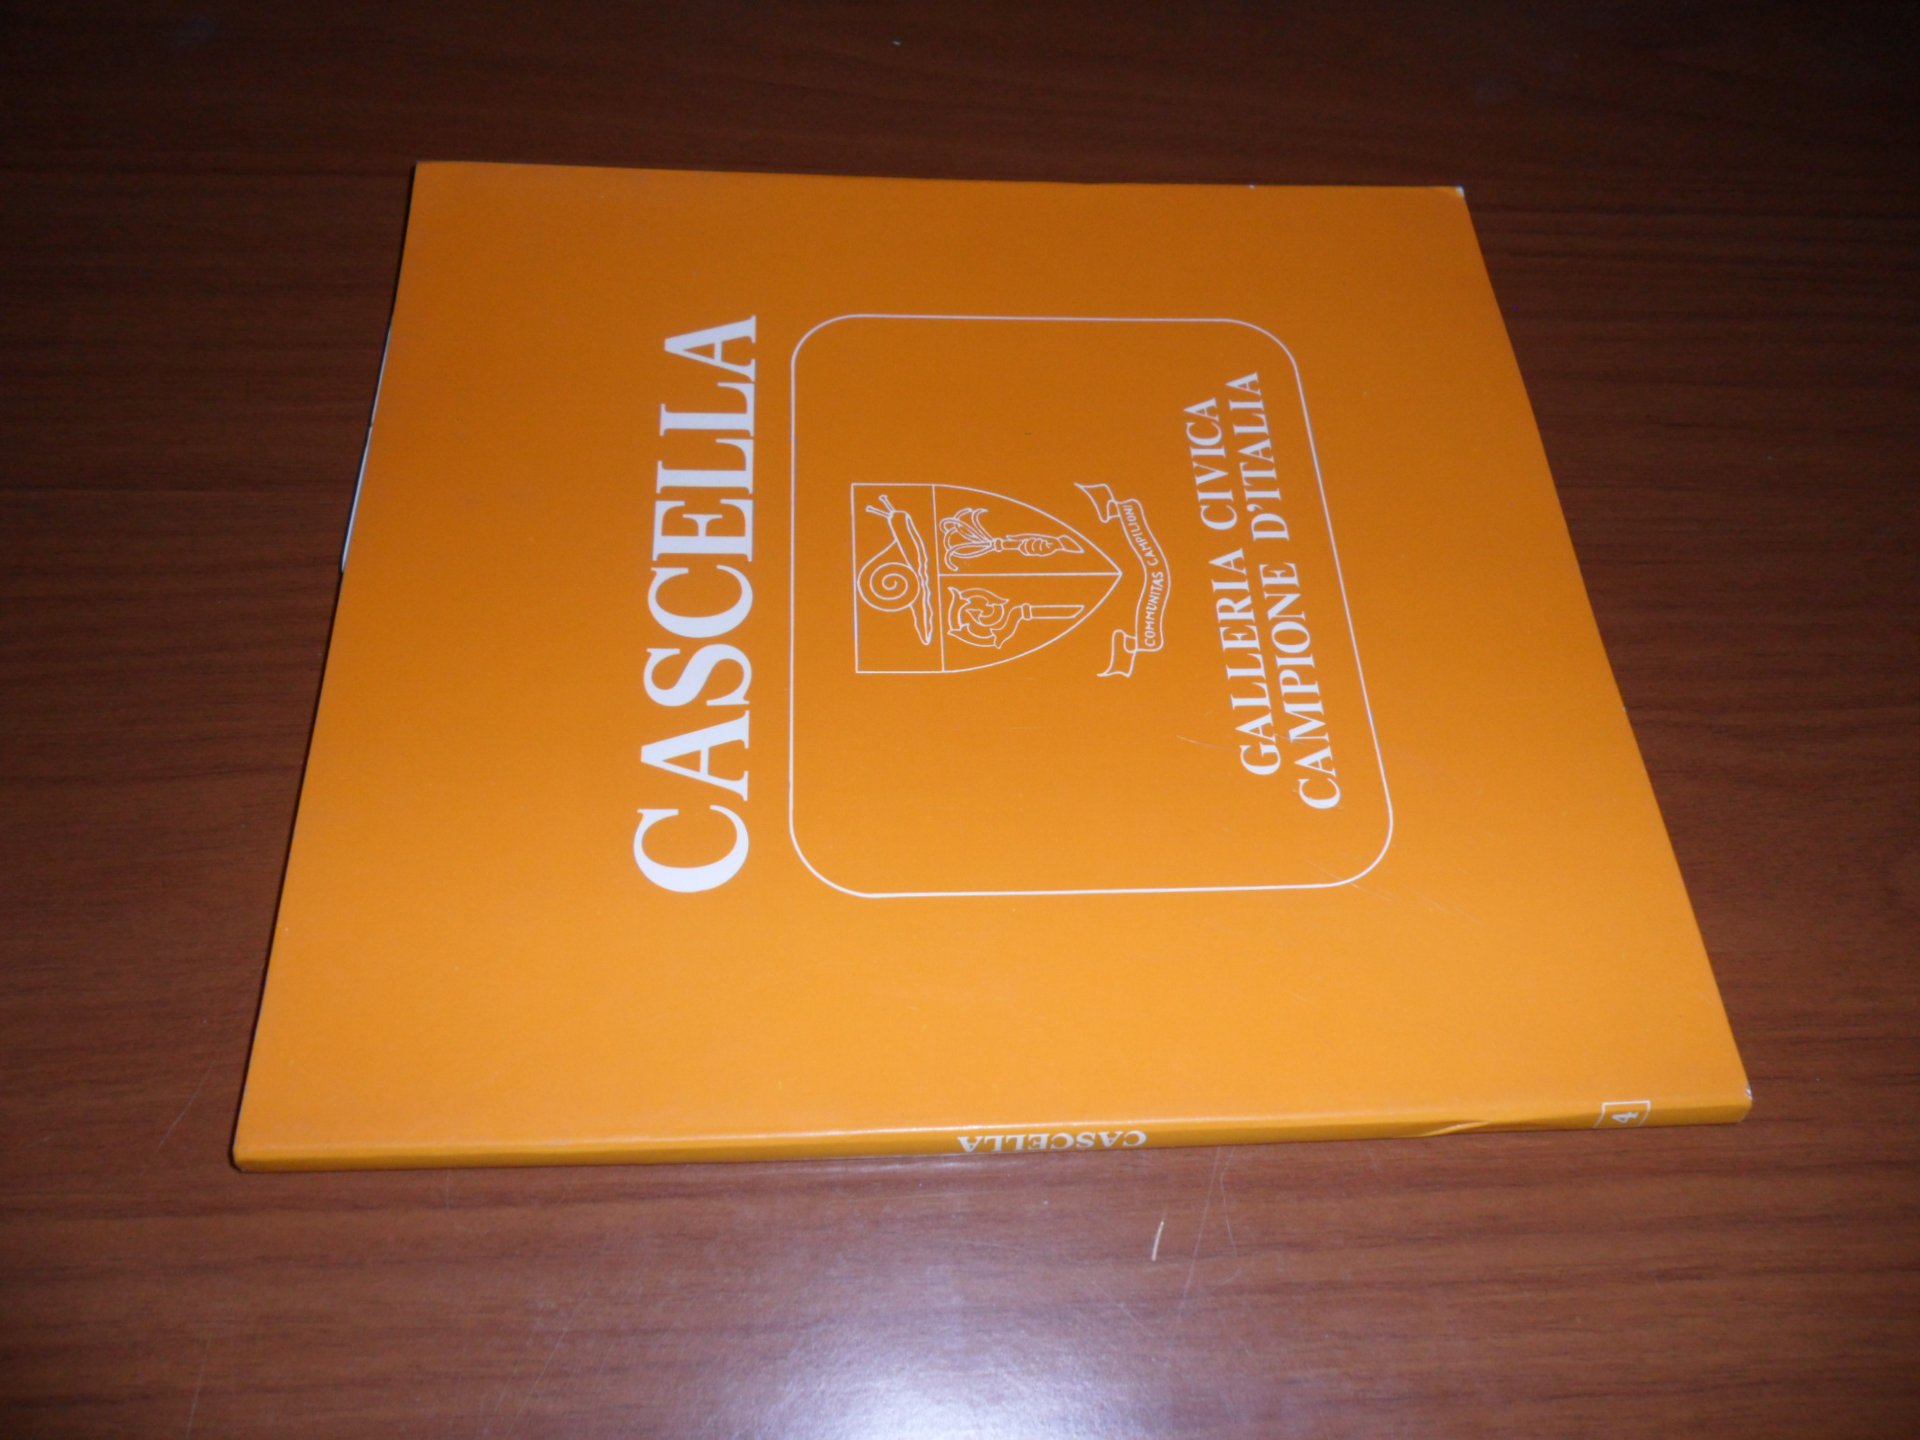 CASCELLA
COMMUNITAS CAMPILIONI
GALLERIA CIVICA
CAMPIONE D'ITALIA
CASCELLA
4